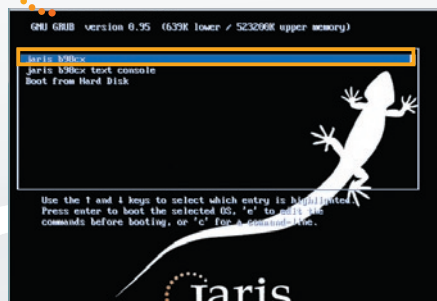 GNU GRUB version 0.95 (639K lower / 523200K upper memory)
jaris b98cx
jaris b98cx text console
Boot from Hard Disk
Use the ↑ and ↓ keys to select which entry is highlighted.
Press enter to boot the selected OS, 'e' to edit the
commands before booting, or 'c' for a command-line.
Jaris